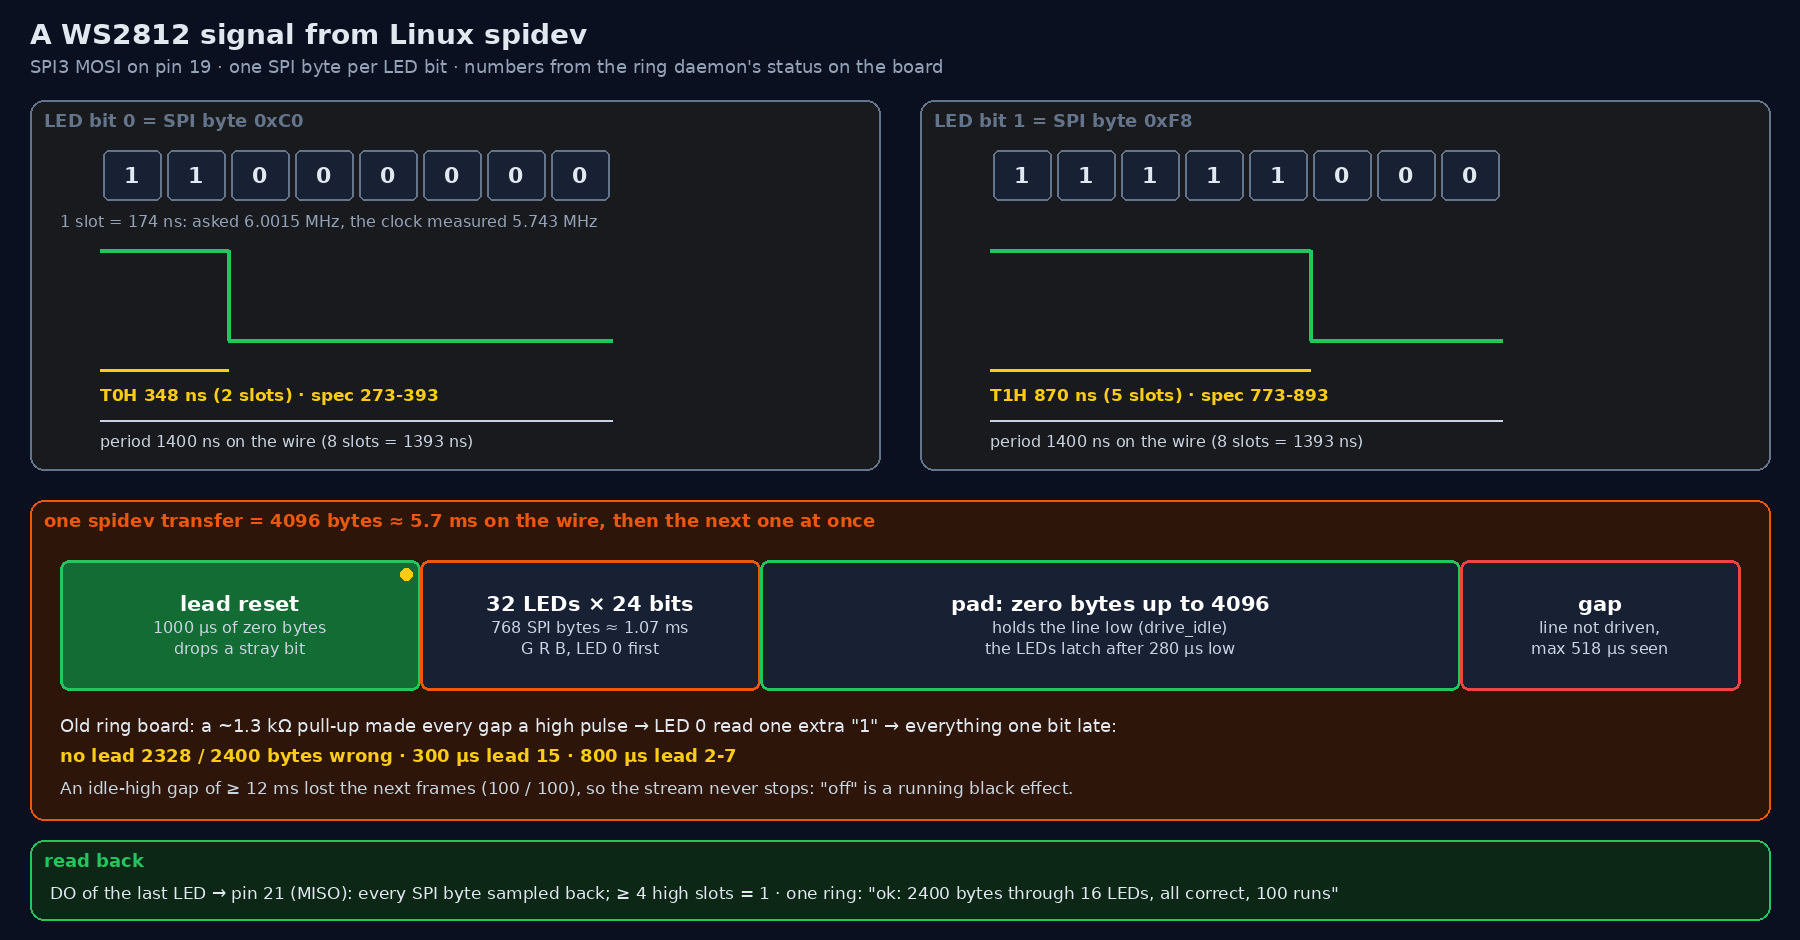 A WS2812 signal from Linux spidev
SPI3 MOSI on pin 19 · one SPI byte per LED bit · numbers from the ring daemon's status on the board
LED bit 0 = SPI byte 0xC0
1 1 0 0 0 0 0 0
1 slot = 174 ns: asked 6.0015 MHz, the clock measured 5.743 MHz
T0H 348 ns (2 slots) · spec 273-393
period 1400 ns on the wire (8 slots = 1393 ns)
LED bit 1 = SPI byte 0xF8
1 1 1 1 1 0 0 0
T1H 870 ns (5 slots) · spec 773-893
period 1400 ns on the wire (8 slots = 1393 ns)
one spidev transfer = 4096 bytes ≈ 5.7 ms on the wire, then the next one at once
lead reset
1000 µs of zero bytes
drops a stray bit
32 LEDs × 24 bits
768 SPI bytes ≈ 1.07 ms
G R B, LED 0 first
pad: zero bytes up to 4096
holds the line low (drive_idle)
the LEDs latch after 280 µs low
gap
line not driven,
max 518 µs seen
Old ring board: a ~1.3 kΩ pull-up made every gap a high pulse → LED 0 read one extra "1" → everything one bit late:
no lead 2328 / 2400 bytes wrong · 300 µs lead 15 · 800 µs lead 2-7
An idle-high gap of ≥ 12 ms lost the next frames (100 / 100), so the stream never stops: "off" is a running black effect.
read back
DO of the last LED → pin 21 (MISO): every SPI byte sampled back; ≥ 4 high slots = 1 · one ring: "ok: 2400 bytes through 16 LEDs, all correct, 100 runs"